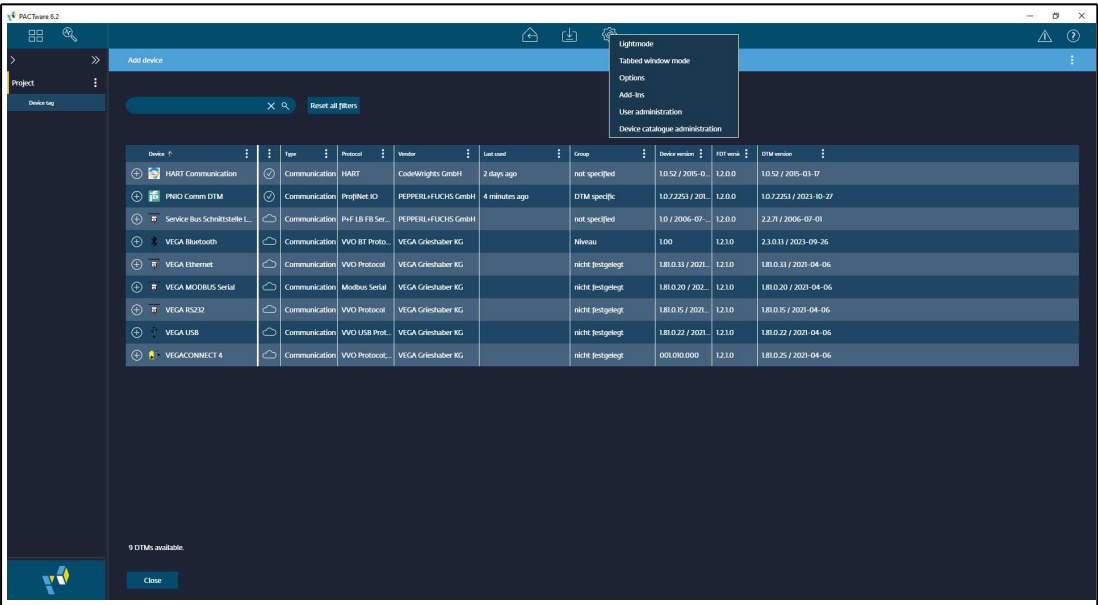 PACTware 6.2
Lightmode
Tabbed window mode
Options
Add-Ins
User administration
Device catalogue administration
Add device
Project
Device tag
Reset all filters
Device Type Protocol Vendor Last used Group Device version FDT versi DTM version
HART Communication Communication HART CodeWrights GmbH 2 days ago not specified 1.0.52 / 2015-0... 1.2.0.0 1.0.52 / 2015-03-17
PNIO Comm DTM Communication ProfiNet IO PEPPERL+FUCHS GmbH 4 minutes ago DTM specific 1.0.7.2253 / 201... 1.2.0.0 1.0.7.2253 / 2023-10-27
Service Bus Schnittstelle L... Communication P+F LB FB Ser... PEPPERL+FUCHS GmbH not specified 1.0 / 2006-07-... 1.2.0.0 2.2.71 / 2006-07-01
VEGA Bluetooth Communication VVO BT Proto... VEGA Grieshaber KG Niveau 1.00 1.2.1.0 2.3.0.13 / 2023-09-26
VEGA Ethernet Communication VVO Protocol VEGA Grieshaber KG nicht festgelegt 1.81.0.33 / 2021... 1.2.1.0 1.81.0.33 / 2021-04-06
VEGA MODBUS Serial Communication Modbus Serial VEGA Grieshaber KG nicht festgelegt 1.81.0.20 / 202... 1.2.1.0 1.81.0.20 / 2021-04-06
VEGA RS232 Communication VVO Protocol VEGA Grieshaber KG nicht festgelegt 1.81.0.15 / 2021... 1.2.1.0 1.81.0.15 / 2021-04-06
VEGA USB Communication VVO USB Prot... VEGA Grieshaber KG nicht festgelegt 1.81.0.22 / 2021... 1.2.1.0 1.81.0.22 / 2021-04-06
VEGACONNECT 4 Communication VVO Protocol;... VEGA Grieshaber KG nicht festgelegt 001.010.000 1.2.1.0 1.81.0.25 / 2021-04-06
9 DTMs available.
Close